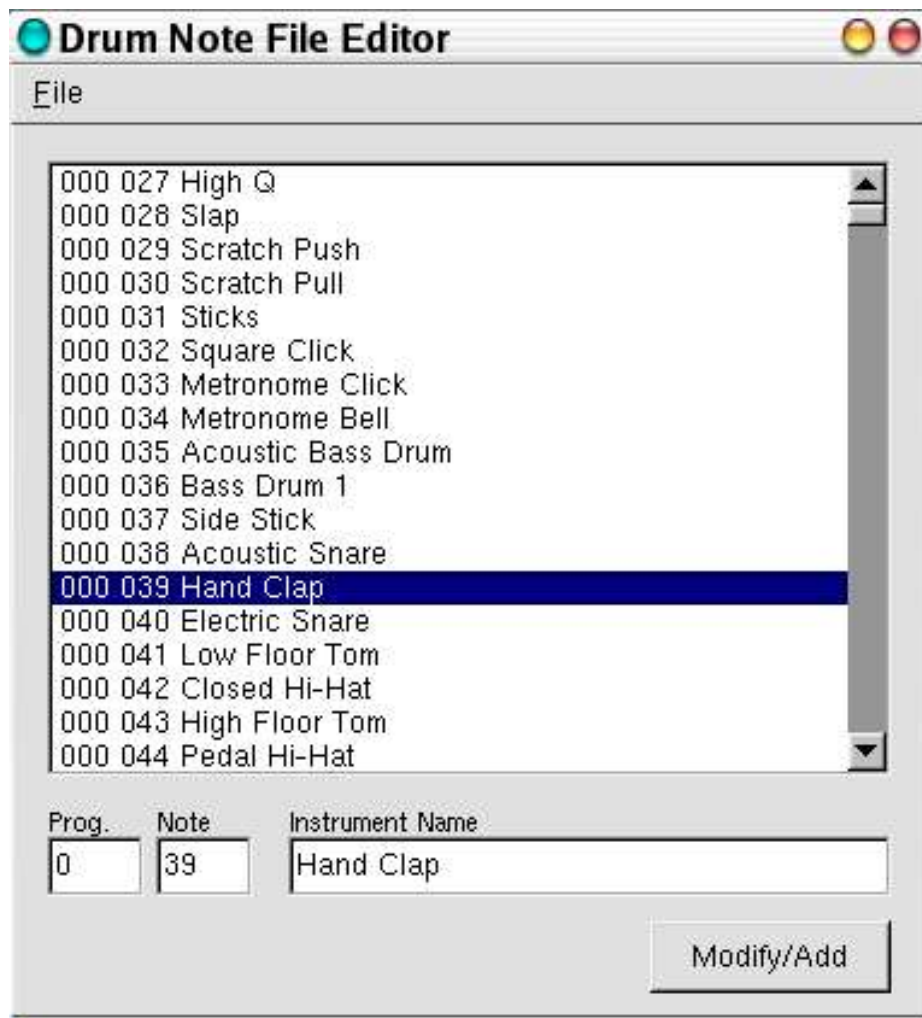 Drum Note File Editor
File
000 027 High Q
000 028 Slap
000 029 Scratch Push
000 030 Scratch Pull
000 031 Sticks
000 032 Square Click
000 033 Metronome Click
000 034 Metronome Bell
000 035 Acoustic Bass Drum
000 036 Bass Drum 1
000 037 Side Stick
000 038 Acoustic Snare
000 039 Hand Clap
000 040 Electric Snare
000 041 Low Floor Tom
000 042 Closed Hi-Hat
000 043 High Floor Tom
000 044 Pedal Hi-Hat
Prog. Note Instrument Name
0 39 Hand Clap
Modify/Add